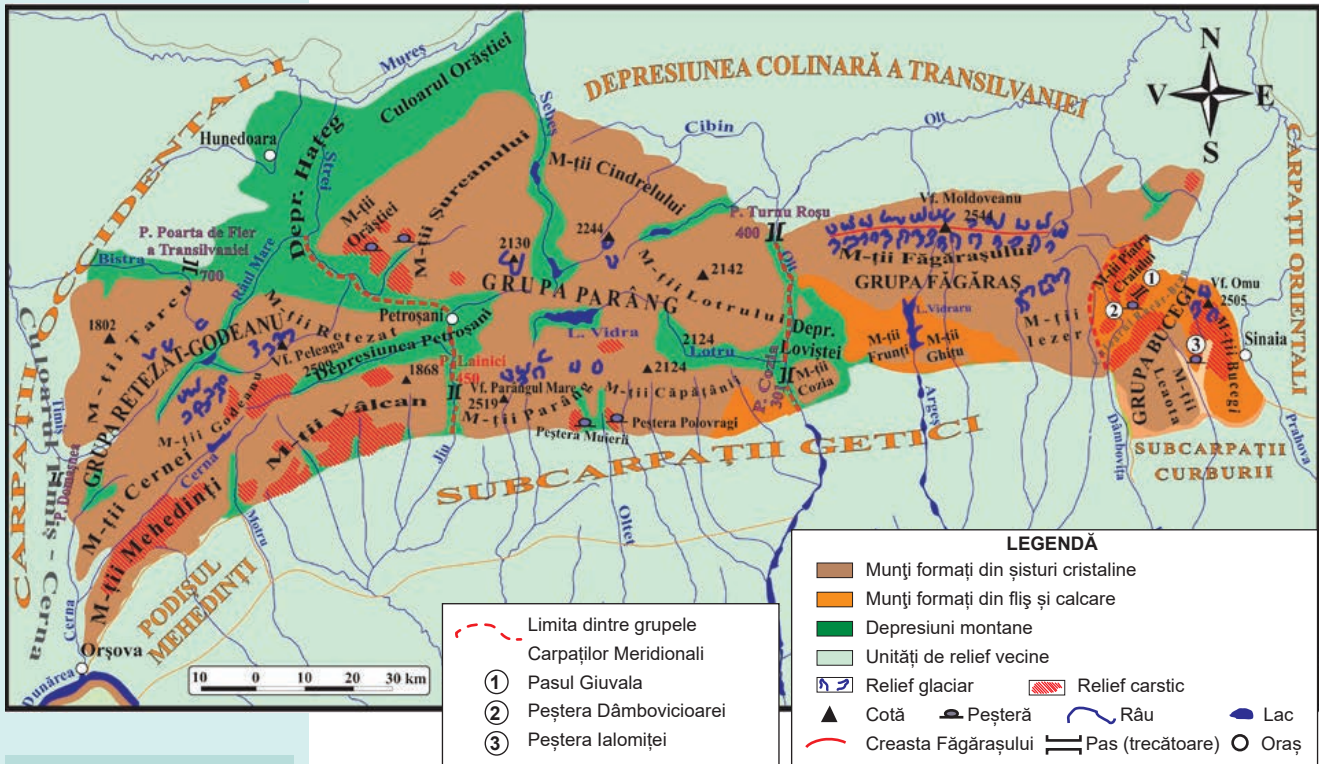 DEPRESIUNEA COLINARĂ A TRANSILVANIEI
N
V
E
S
CARPAȚII OCCIDENTALI
CARPAȚII ORIENTALI
Mureș
Culoarul Orăștiei
Sebeș
Cibin
Olt
Hunedoara
Depr. Hațeg
Strei
M-ții Cindrelului
M-ții Șureanului
M-ții Orăștiei
P. Turnu Roșu
400
Vf. Moldoveanu
2544
P. Poarta de Fier
a Transilvaniei
700
Bistra
Râul Mare
2130
2244
2142
M-ții Lotrului
Olt
M-ții Făgărașului
GRUPA FĂGĂRAȘ
M-ții Piatra
Craiului
1
2
Vf. Omu
2505
GRUPA PARÂNG
Petroșani
1802
M-ții Țarcu
M-ții Retezat
Vf. Peleaga
Depresiunea Petroșani
L. Vidra
2124
Lotru
Depr.
Loviștei
L. Vidraru
M-ții
Frunți
M-ții
Ghițu
M-ții
Iezer
GRUPA BUCEGI
3
M-ții Bucegi
Sinaia
GRUPA RETEZAT-GODEANU
P. Lainici
450
1868
Vf. Parângul Mare
2519
M-ții Parâng
2124
M-ții Căpățânii
P. Cozia
M-ții
Cozia
M-ții
Leaota
Timiș
Culoarul Timiș - Cerna
M-ții Godeanu
M-ții Vâlcan
Peștera Muierii
Peștera Polovragi
Argeș
Dâmbovița
Prahova
P. Domașnea
M-ții Cernei
Cerna
Jiu
SUBCARPAȚII GETICI
SUBCARPAȚII
CURBURII
M-ții Mehedinți
Motru
Olteț
PODIȘUL
MEHEDINȚI
Cerna
Orșova
Dunărea
10 0 10 20 30 km
Limita dintre grupele
Carpaților Meridionali
1 Pasul Giuvala
2 Peștera Dâmbovicioarei
3 Peștera Ialomiței
LEGENDĂ
Munți formați din șisturi cristaline
Munți formați din fliș și calcare
Depresiuni montane
Unități de relief vecine
Relief glaciar Relief carstic
Cotă Peșteră Râu Lac
Creasta Făgărașului Pas (trecătoare) Oraș